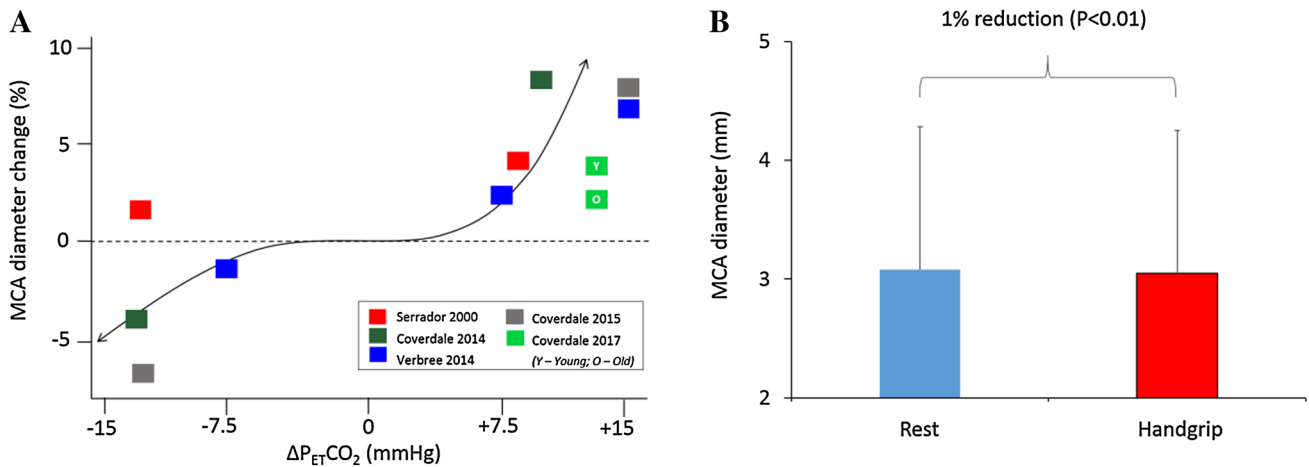 A
MCA diameter change (%)
10
5
0
-5
Y
O
Serrador 2000
Coverdale 2014
Verbree 2014
Coverdale 2015
Coverdale 2017
(Y – Young; O – Old)
-15
-7.5
0
+7.5
+15
ΔPETCO2 (mmHg)
B
1% reduction (P<0.01)
MCA diameter (mm)
5
4
3
2
Rest
Handgrip